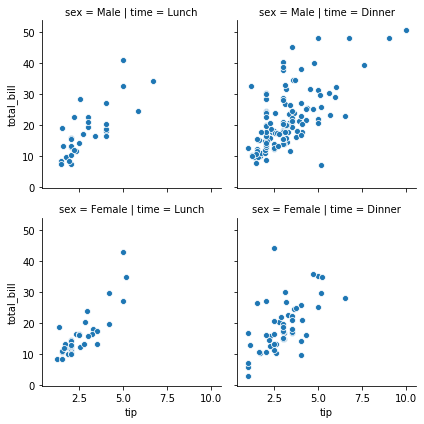 sex = Male | time = Lunch
sex = Male | time = Dinner
50
40
30
20
10
0
total_bill
sex = Female | time = Lunch
sex = Female | time = Dinner
50
40
30
20
10
0
total_bill
2.5 5.0 7.5 10.0
tip
2.5 5.0 7.5 10.0
tip